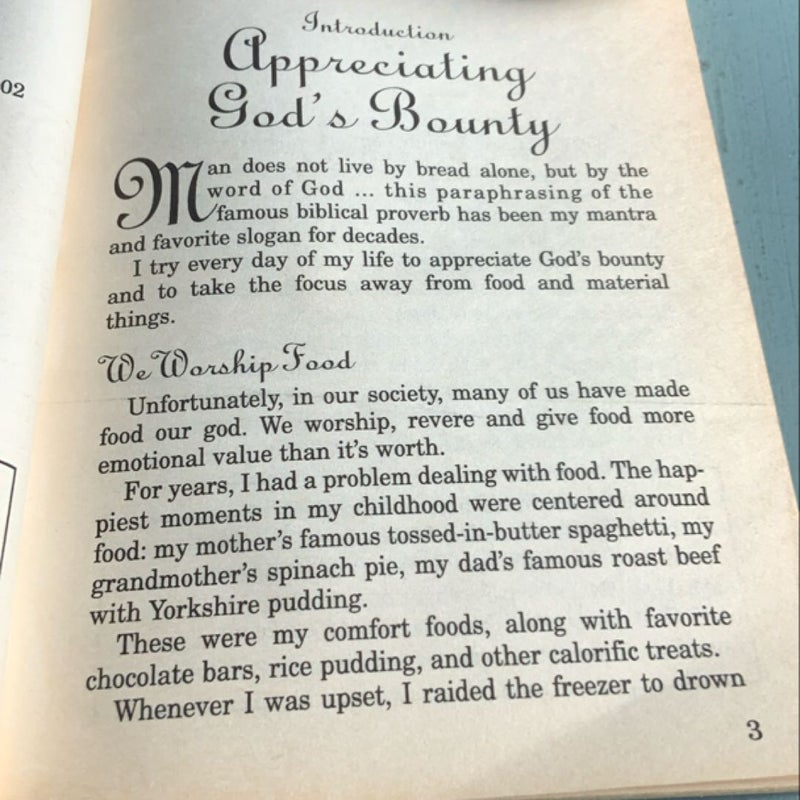 02
Introduction
Appreciating
God's Bounty
Man does not live by bread alone, but by the
word of God ... this paraphrasing of the
famous biblical proverb has been my mantra
and favorite slogan for decades.
I try every day of my life to appreciate God's bounty
and to take the focus away from food and material
things.
We Worship Food
Unfortunately, in our society, many of us have made
food our god. We worship, revere and give food more
emotional value than it's worth.
For years, I had a problem dealing with food. The hap-
piest moments in my childhood were centered around
food: my mother's famous tossed-in-butter spaghetti, my
grandmother's spinach pie, my dad's famous roast beef
with Yorkshire pudding.
These were my comfort foods, along with favorite
chocolate bars, rice pudding, and other calorific treats.
Whenever I was upset, I raided the freezer to drown
3